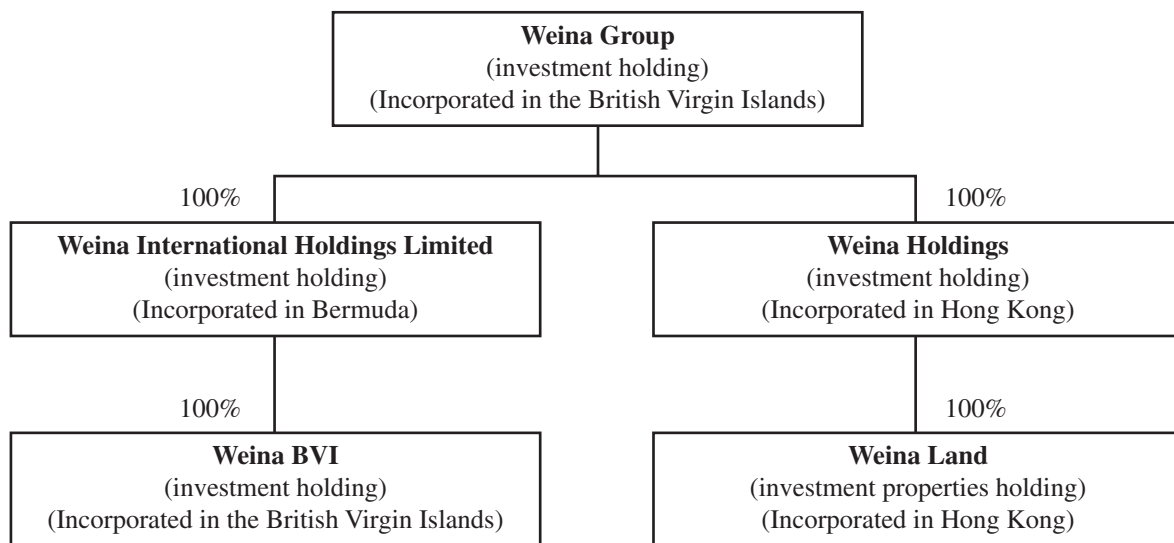 Weina Group
(investment holding)
(Incorporated in the British Virgin Islands)
100%
100%
Weina International Holdings Limited
(investment holding)
(Incorporated in Bermuda)
Weina Holdings
(investment holding)
(Incorporated in Hong Kong)
100%
100%
Weina BVI
(investment holding)
(Incorporated in the British Virgin Islands)
Weina Land
(investment properties holding)
(Incorporated in Hong Kong)